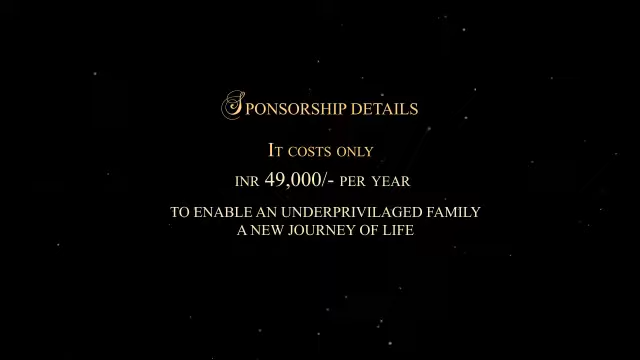 SPONSORSHIP DETAILS
IT COSTS ONLY
INR 49,000/- PER YEAR
TO ENABLE AN UNDERPRIVILAGED FAMILY
A NEW JOURNEY OF LIFE